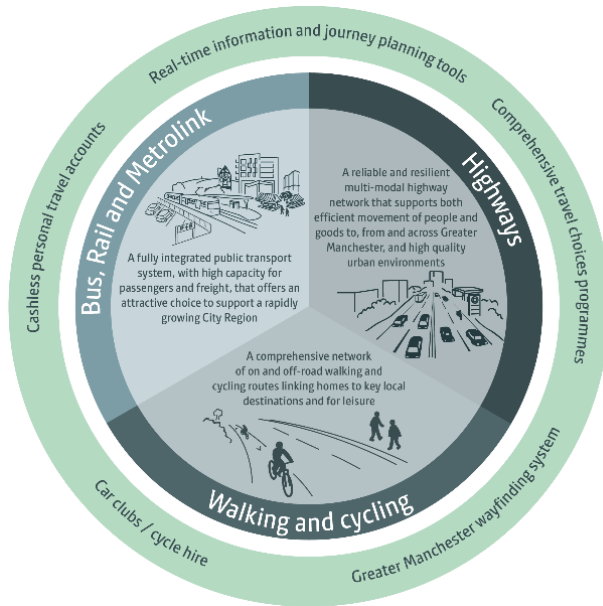 Real-time information and journey planning tools
Comprehensive travel choices programmes
Greater Manchester wayfinding system
Car clubs / cycle hire
Cashless personal travel accounts
Bus, Rail and Metrolink
A fully integrated public transport
system, with high capacity for
passengers and freight, that offers an
attractive choice to support a rapidly
growing City Region
Highways
A reliable and resilient
multi-modal highway
network that supports both
efficient movement of people and
goods to, from and across Greater
Manchester, and high quality
urban environments
A comprehensive network
of on and off-road walking and
cycling routes linking homes to key local
destinations and for leisure
Walking and cycling